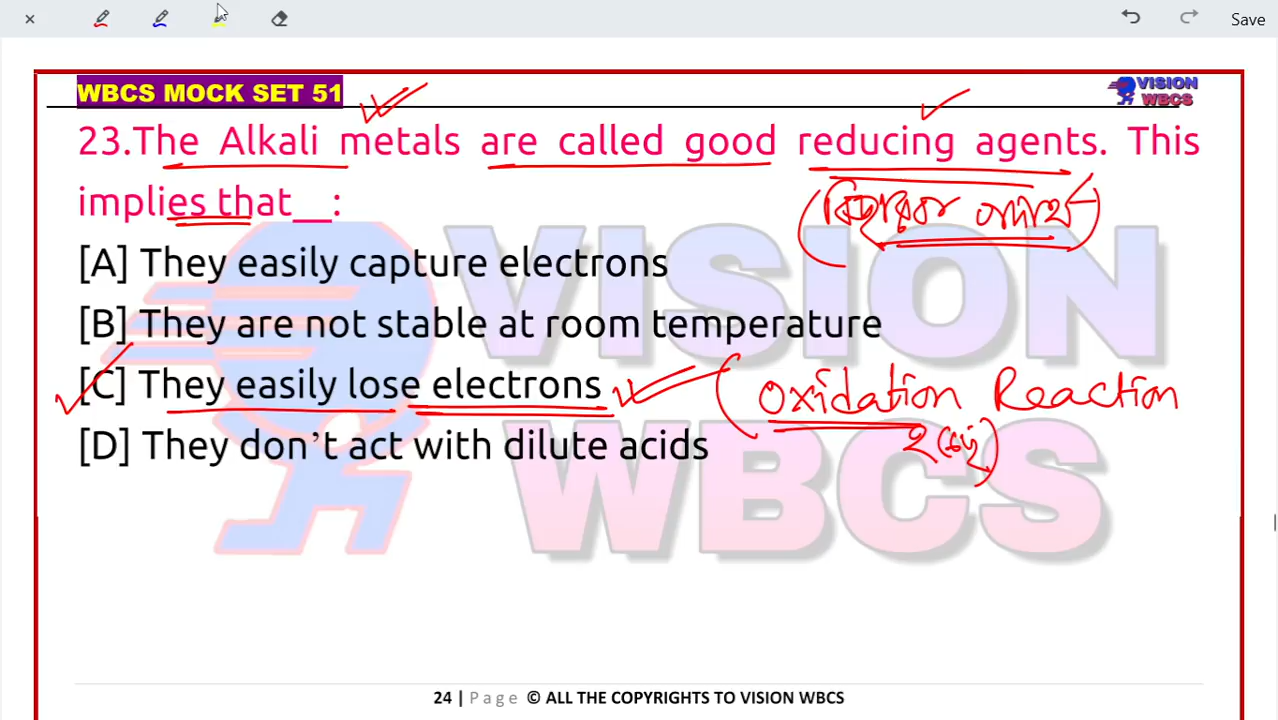 Save
WBCS MOCK SET 51
VISION
WBCS
23.The Alkali metals are called good reducing agents. This
implies that__:
[A] They easily capture electrons
[B] They are not stable at room temperature
[C] They easily lose electrons
Oxidation Reaction
[D] They don’t act with dilute acids
VISION
WBCS
24 | Page © ALL THE COPYRIGHTS TO VISION WBCS